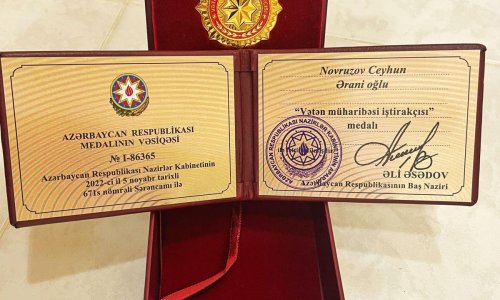 AZƏRBAYCAN RESPUBLİKASI
MEDALININ VƏSİQƏSİ
№ I-86365
Azərbaycan Respublikası Nazirlər Kabinetinin
2022-ci il 5 noyabr tarixli
671s nömrəli Sərəncamı ilə
Novruzov Ceyhun
Ərani oğlu
“Vətən müharibəsi iştirakçısı”
medalı
ƏLİ ƏSƏDOV
Azərbaycan Respublikasının Baş Naziri